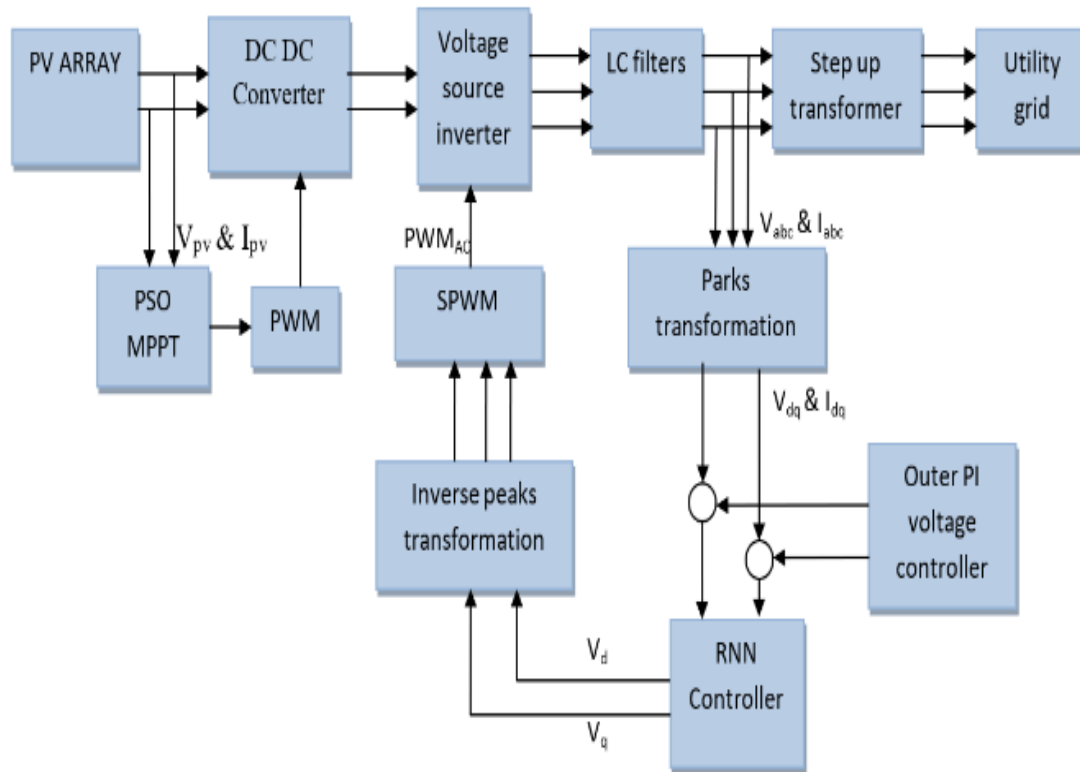 PV ARRAY
DC DC
Converter
Voltage
source
inverter
LC filters
Step up
transformer
Utility
grid
Vpv & Ipv
PWMAC
Vabc & Iabc
PSO
MPPT
PWM
SPWM
Parks
transformation
Vdq & Idq
Inverse peaks
transformation
Outer PI
voltage
controller
Vd
Vq
RNN
Controller